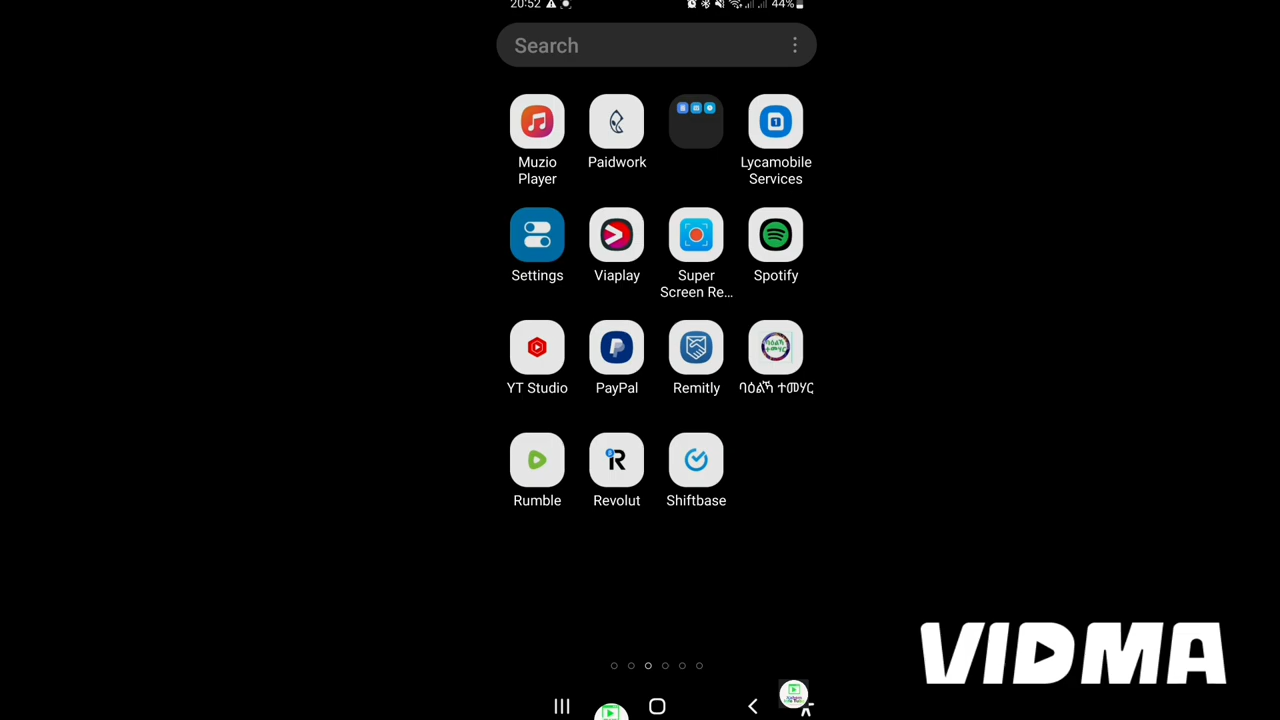 20:52 44%
Search
Muzio Player
Paidwork
Lycamobile Services
Settings
Viaplay
Super Screen Re...
Spotify
YT Studio
PayPal
Remitly
ባዕልኻ ተመሃር
Rumble
Revolut
Shiftbase
VIDMA